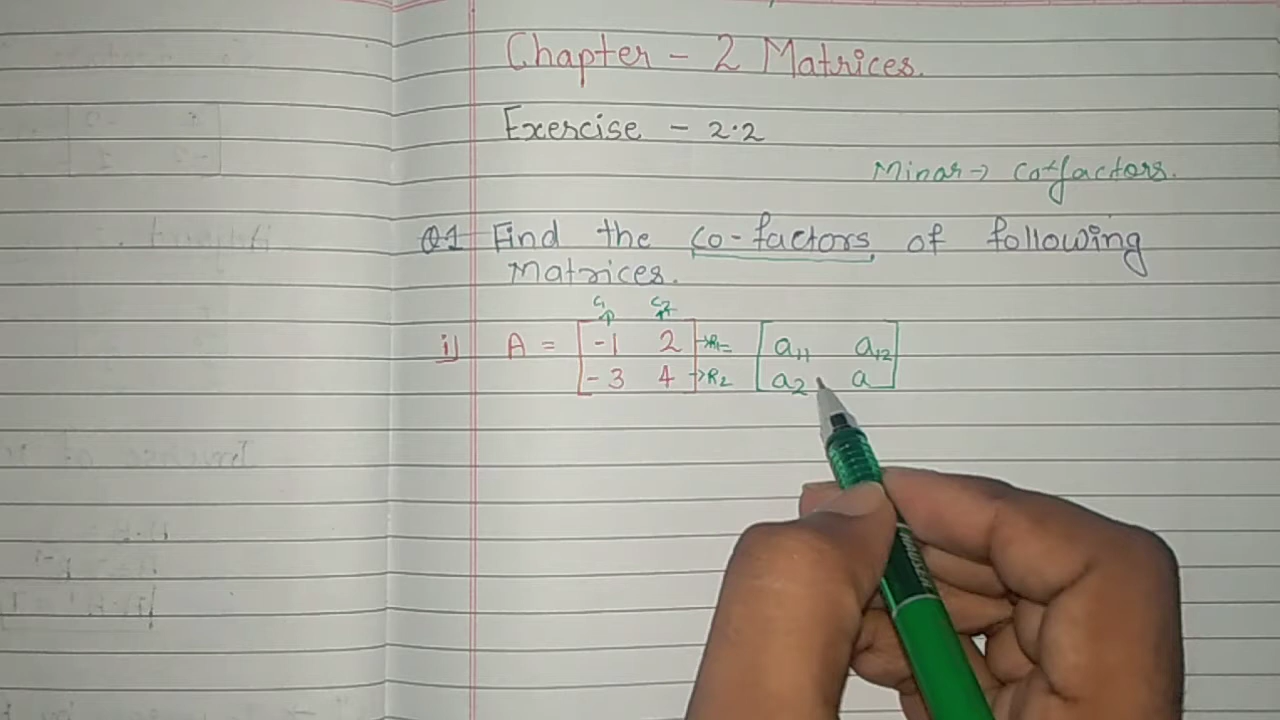 Chapter - 2 Matrices.
Exercise - 2.2
Minor → Co-factors.
Q1 Find the Co-factors of following
Matrices.
C1 C2
i) A = [-1 2] →R1 = [a11 a12]
[-3 4] →R2 [a2 a]